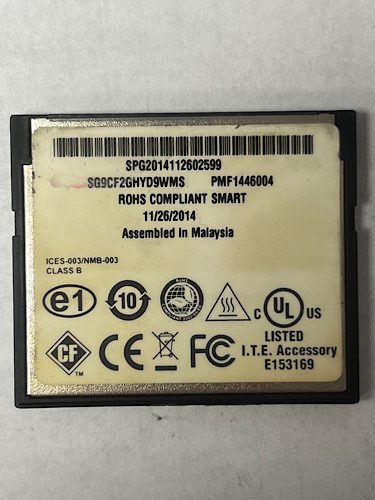 SPG2014112602599
SG9CF2GHYD9WMS PMF1446004
ROHS COMPLIANT SMART
11/26/2014
Assembled in Malaysia
ICES-003/NMB-003
CLASS B
e1 10 C UL US
LISTED
CF TM CE FC I.T.E. Accessory
E153169